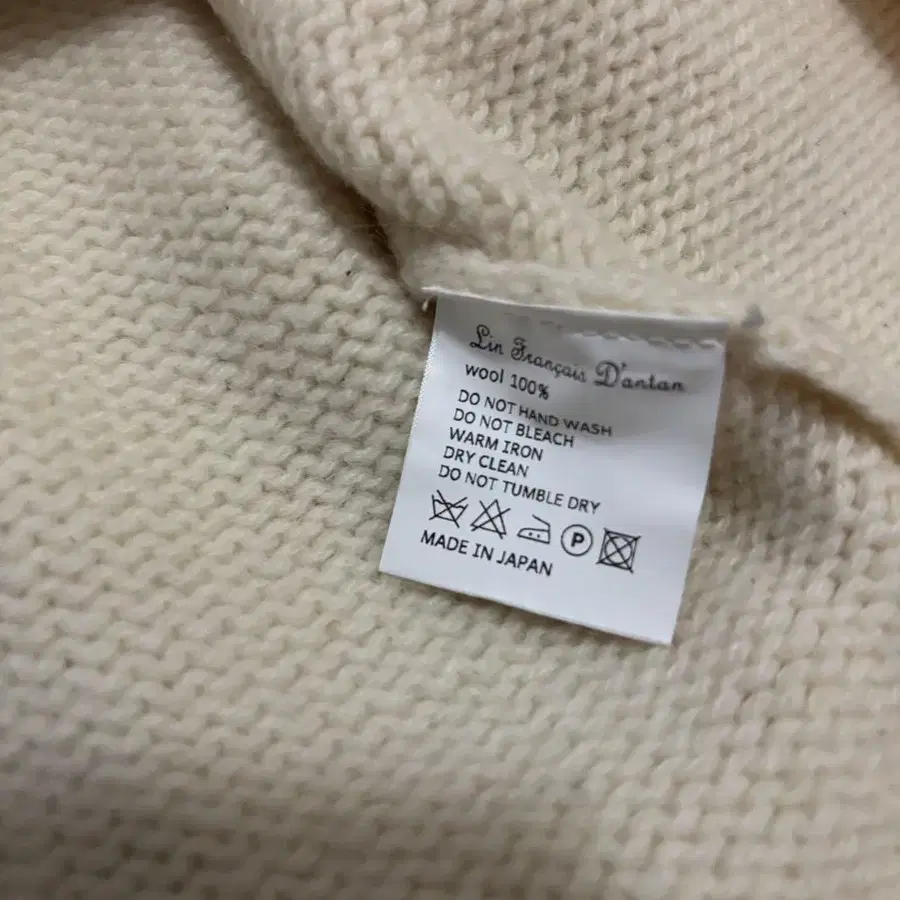 Lin Français D'antan
wool 100%
DO NOT HAND WASH
DO NOT BLEACH
WARM IRON
DRY CLEAN
DO NOT TUMBLE DRY
P
MADE IN JAPAN